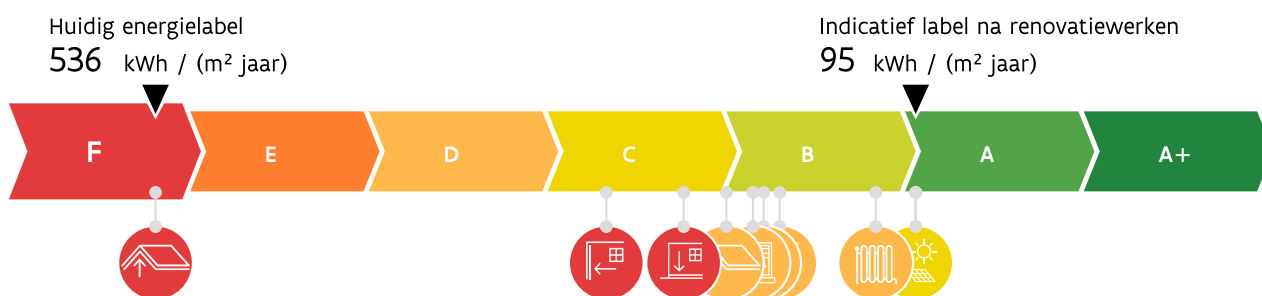 Huidig energielabel
536 kWh / (m² jaar)
Indicatief label na renovatiewerken
95 kWh / (m² jaar)
F
E
D
C
B
A
A+